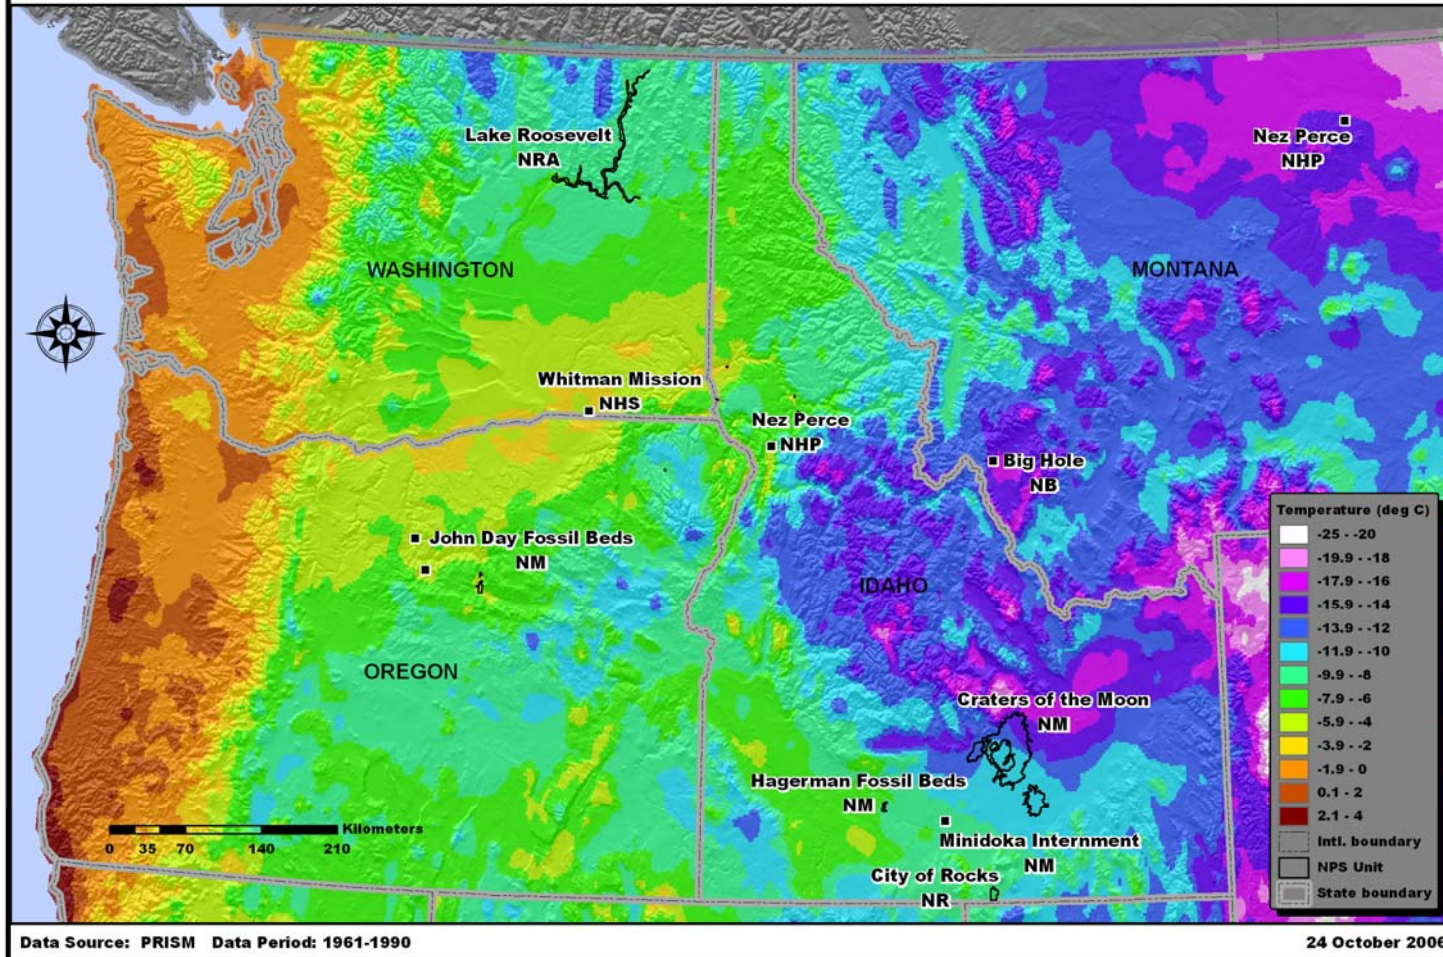 Lake Roosevelt
NRA
Nez Perce
NHP
WASHINGTON
MONTANA
Whitman Mission
NHS
Nez Perce
NHP
Big Hole
NB
John Day Fossil Beds
NM
IDAHO
OREGON
Craters of the Moon
NM
Hagerman Fossil Beds
NM
Minidoka Internment
NM
City of Rocks
NR
Kilometers
0 35 70 140 210
Temperature (deg C)
-25 - -20
-19.9 - -18
-17.9 - -16
-15.9 - -14
-13.9 - -12
-11.9 - -10
-9.9 - -8
-7.9 - -6
-5.9 - -4
-3.9 - -2
-1.9 - 0
0.1 - 2
2.1 - 4
Intl. boundary
NPS Unit
State boundary
Data Source: PRISM Data Period: 1961-1990
24 October 2006